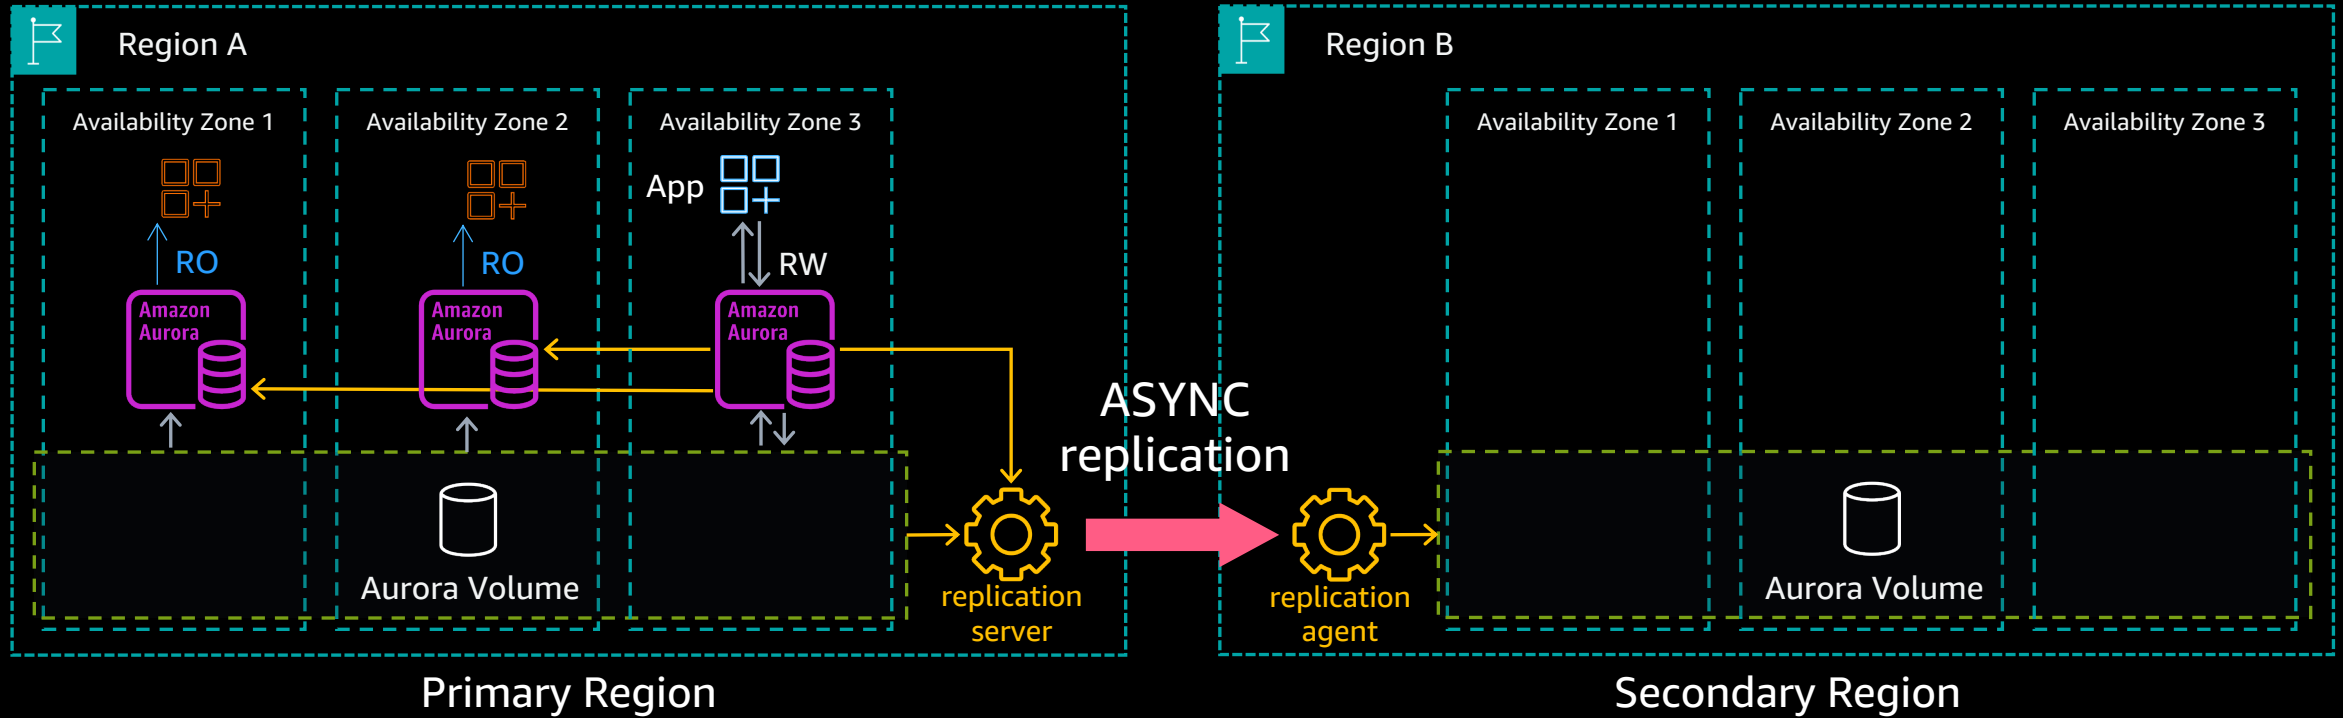 Region A
Availability Zone 1
Availability Zone 2
Availability Zone 3
App
RO
RO
RW
Amazon
Aurora
Amazon
Aurora
Amazon
Aurora
Aurora Volume
replication
server
Primary Region
ASYNC
replication
Region B
Availability Zone 1
Availability Zone 2
Availability Zone 3
replication
agent
Aurora Volume
Secondary Region